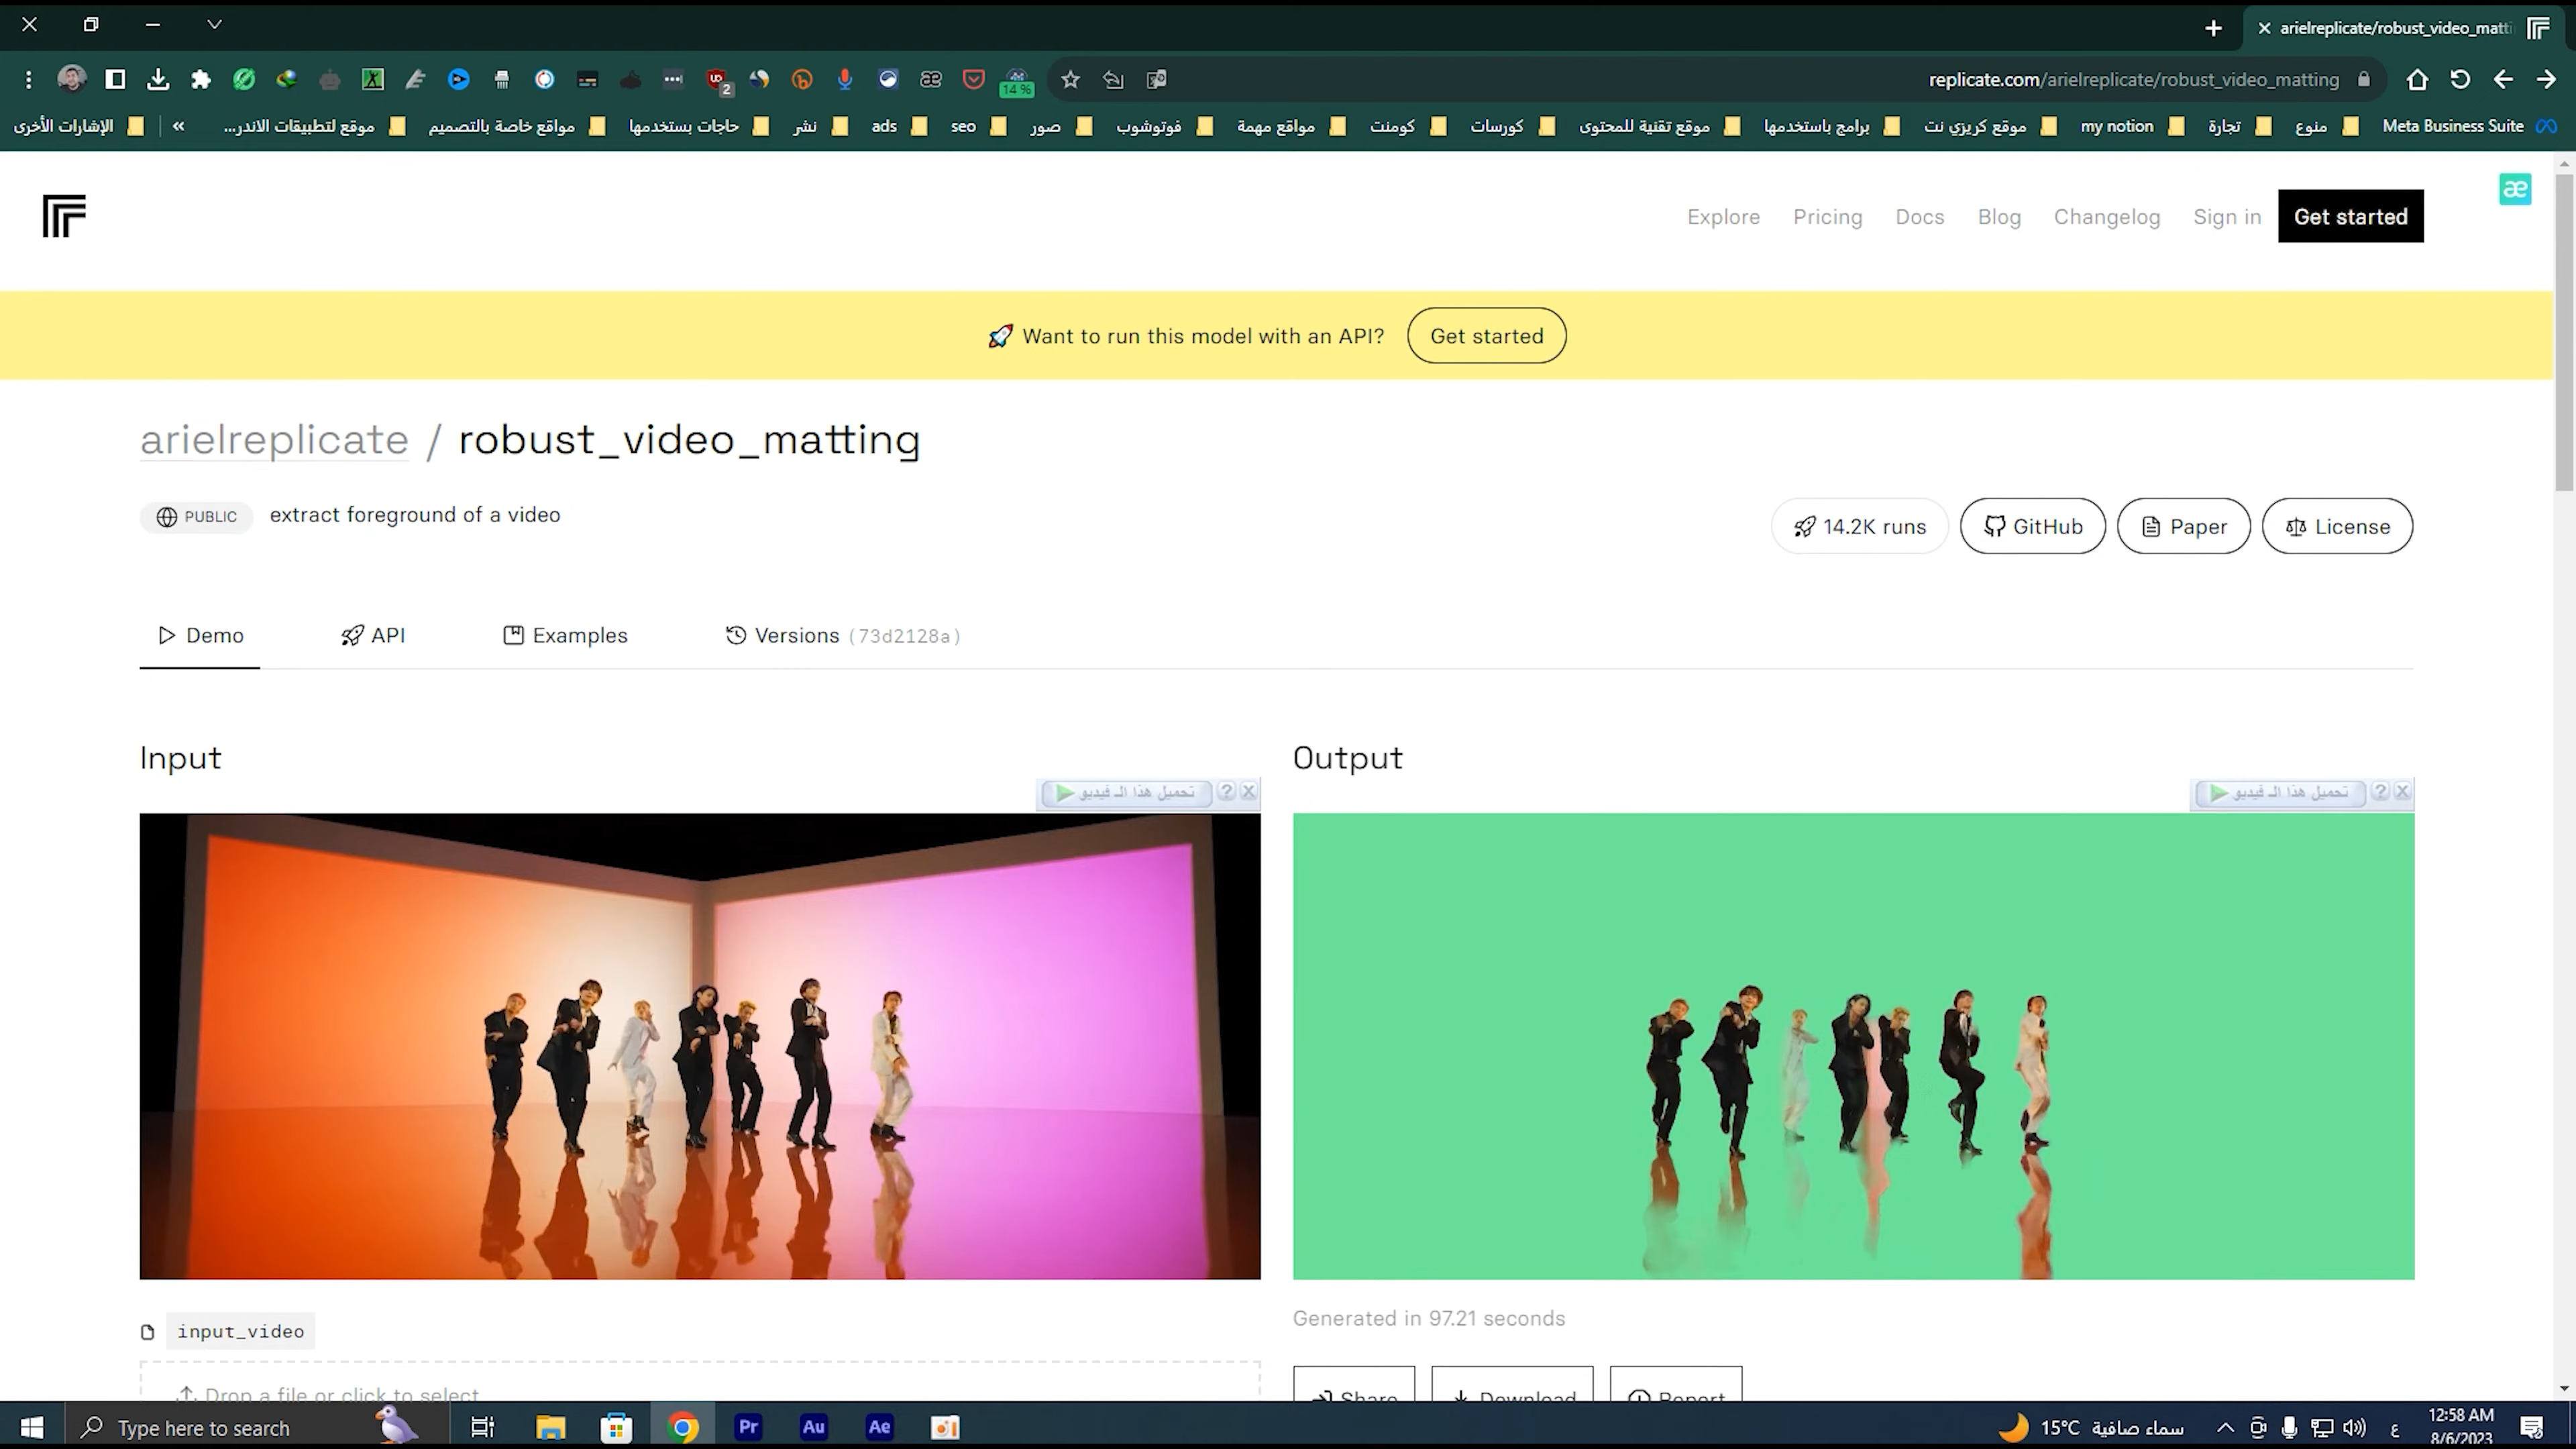 arielreplicate/robust_video_matti
replicate.com/arielreplicate/robust_video_matting
14 %
2
Meta Business Suite
منوع
تجارة
my notion
موقع كريزي نت
برامج باستخدمها
موقع تقنية للمحتوى
كورسات
كومنت
مواقع مهمة
فوتوشوب
صور
seo
ads
نشر
حاجات بستخدمها
مواقع خاصة بالتصميم
موقع لتطبيقات الاندر...
الإشارات الأخرى
Explore Pricing Docs Blog Changelog Sign in Get started
æ
Want to run this model with an API? Get started
arielreplicate / robust_video_matting
PUBLIC extract foreground of a video
14.2K runs GitHub Paper License
Demo API Examples Versions (73d2128a)
Input
تحميل هذا الـ فيديو ? X
Output
تحميل هذا الـ فيديو ? X
input_video
Drop a file or click to select
Generated in 97.21 seconds
Share Download Report
Type here to search
Pr Au Ae
15°C سماء صافية
ع
12:58 AM
8/6/2023